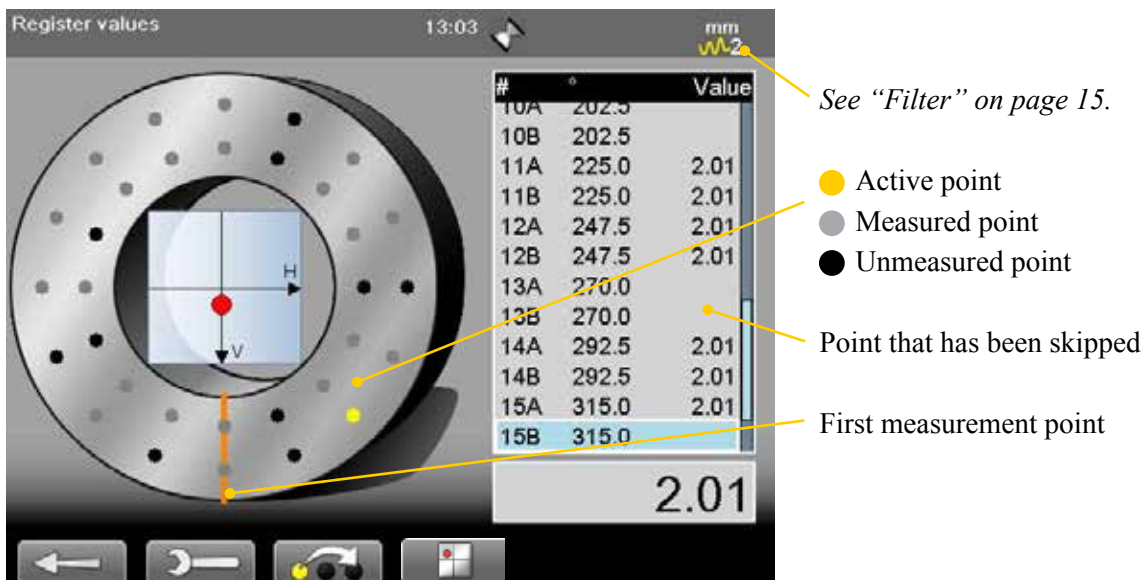 Register values 13:03 mm
2
# ° Value
10A 202.5
10B 202.5
11A 225.0 2.01
11B 225.0 2.01
12A 247.5 2.01
12B 247.5 2.01
13A 270.0
13B 270.0
14A 292.5 2.01
14B 292.5 2.01
15A 315.0 2.01
15B 315.0
2.01
H
V
See “Filter” on page 15.
Active point
Measured point
Unmeasured point
Point that has been skipped
First measurement point